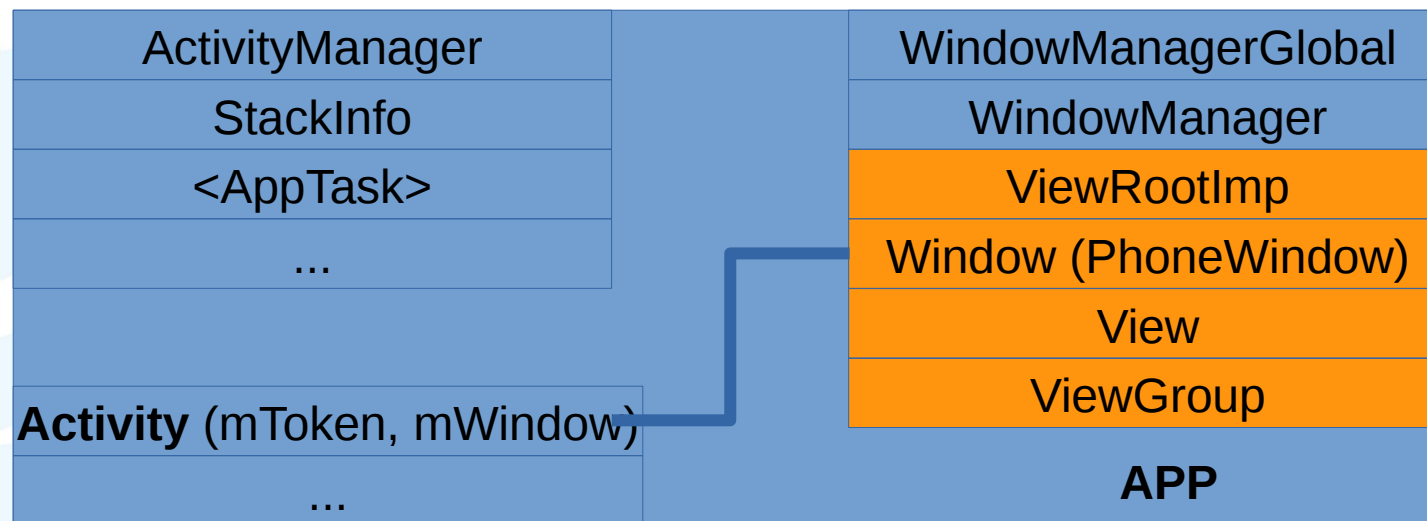 ActivityManager
StackInfo
<AppTask>
...
Activity (mToken, mWindow)
...
WindowManagerGlobal
WindowManager
ViewRootImp
Window (PhoneWindow)
View
ViewGroup
APP